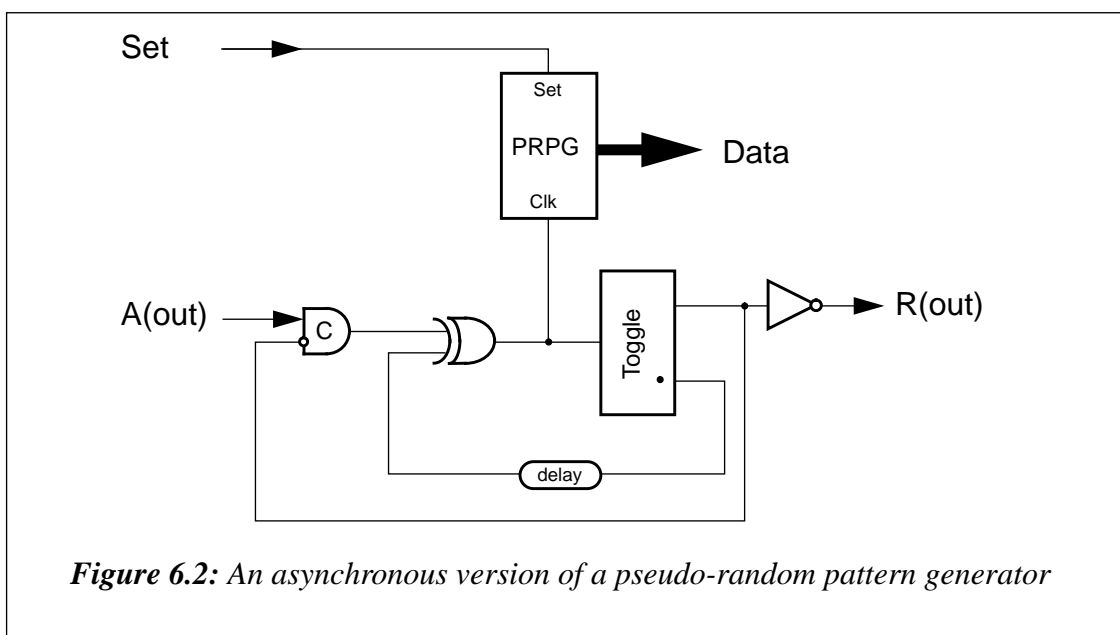 Set
Set
PRPG
Data
Clk
A(out)
C
Toggle
R(out)
delay
Figure 6.2: An asynchronous version of a pseudo-random pattern generator